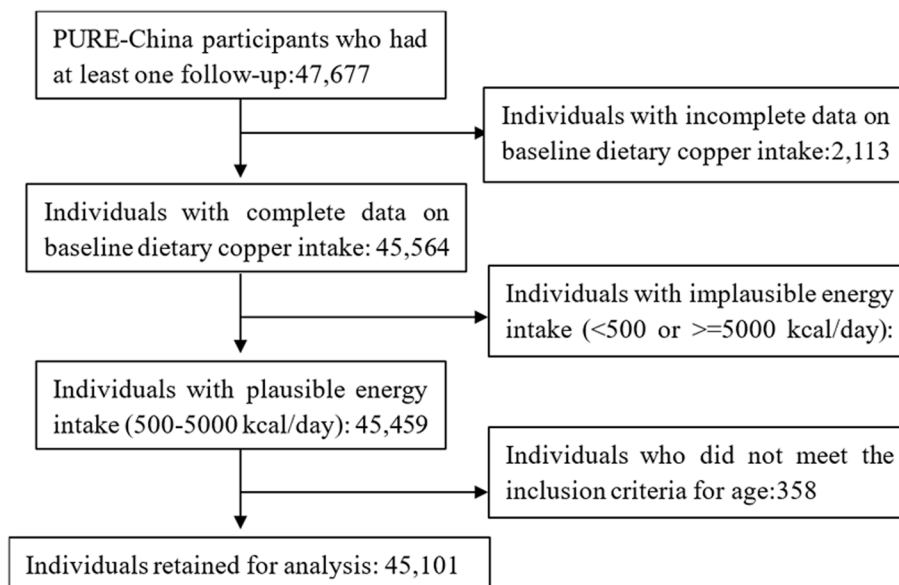 PURE-China participants who had
at least one follow-up:47,677
Individuals with incomplete data on
baseline dietary copper intake:2,113
Individuals with complete data on
baseline dietary copper intake: 45,564
Individuals with implausible energy
intake (<500 or >=5000 kcal/day):
Individuals with plausible energy
intake (500-5000 kcal/day): 45,459
Individuals who did not meet the
inclusion criteria for age:358
Individuals retained for analysis: 45,101